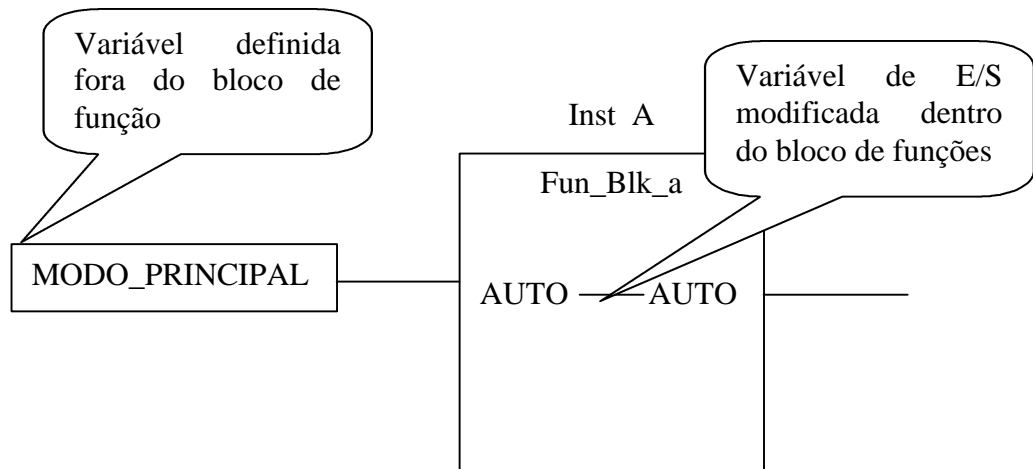 Variável definida
fora do bloco de
função
Variável de E/S
modificada dentro
do bloco de funções
Inst A
Fun_Blk_a
MODO_PRINCIPAL
AUTO AUTO